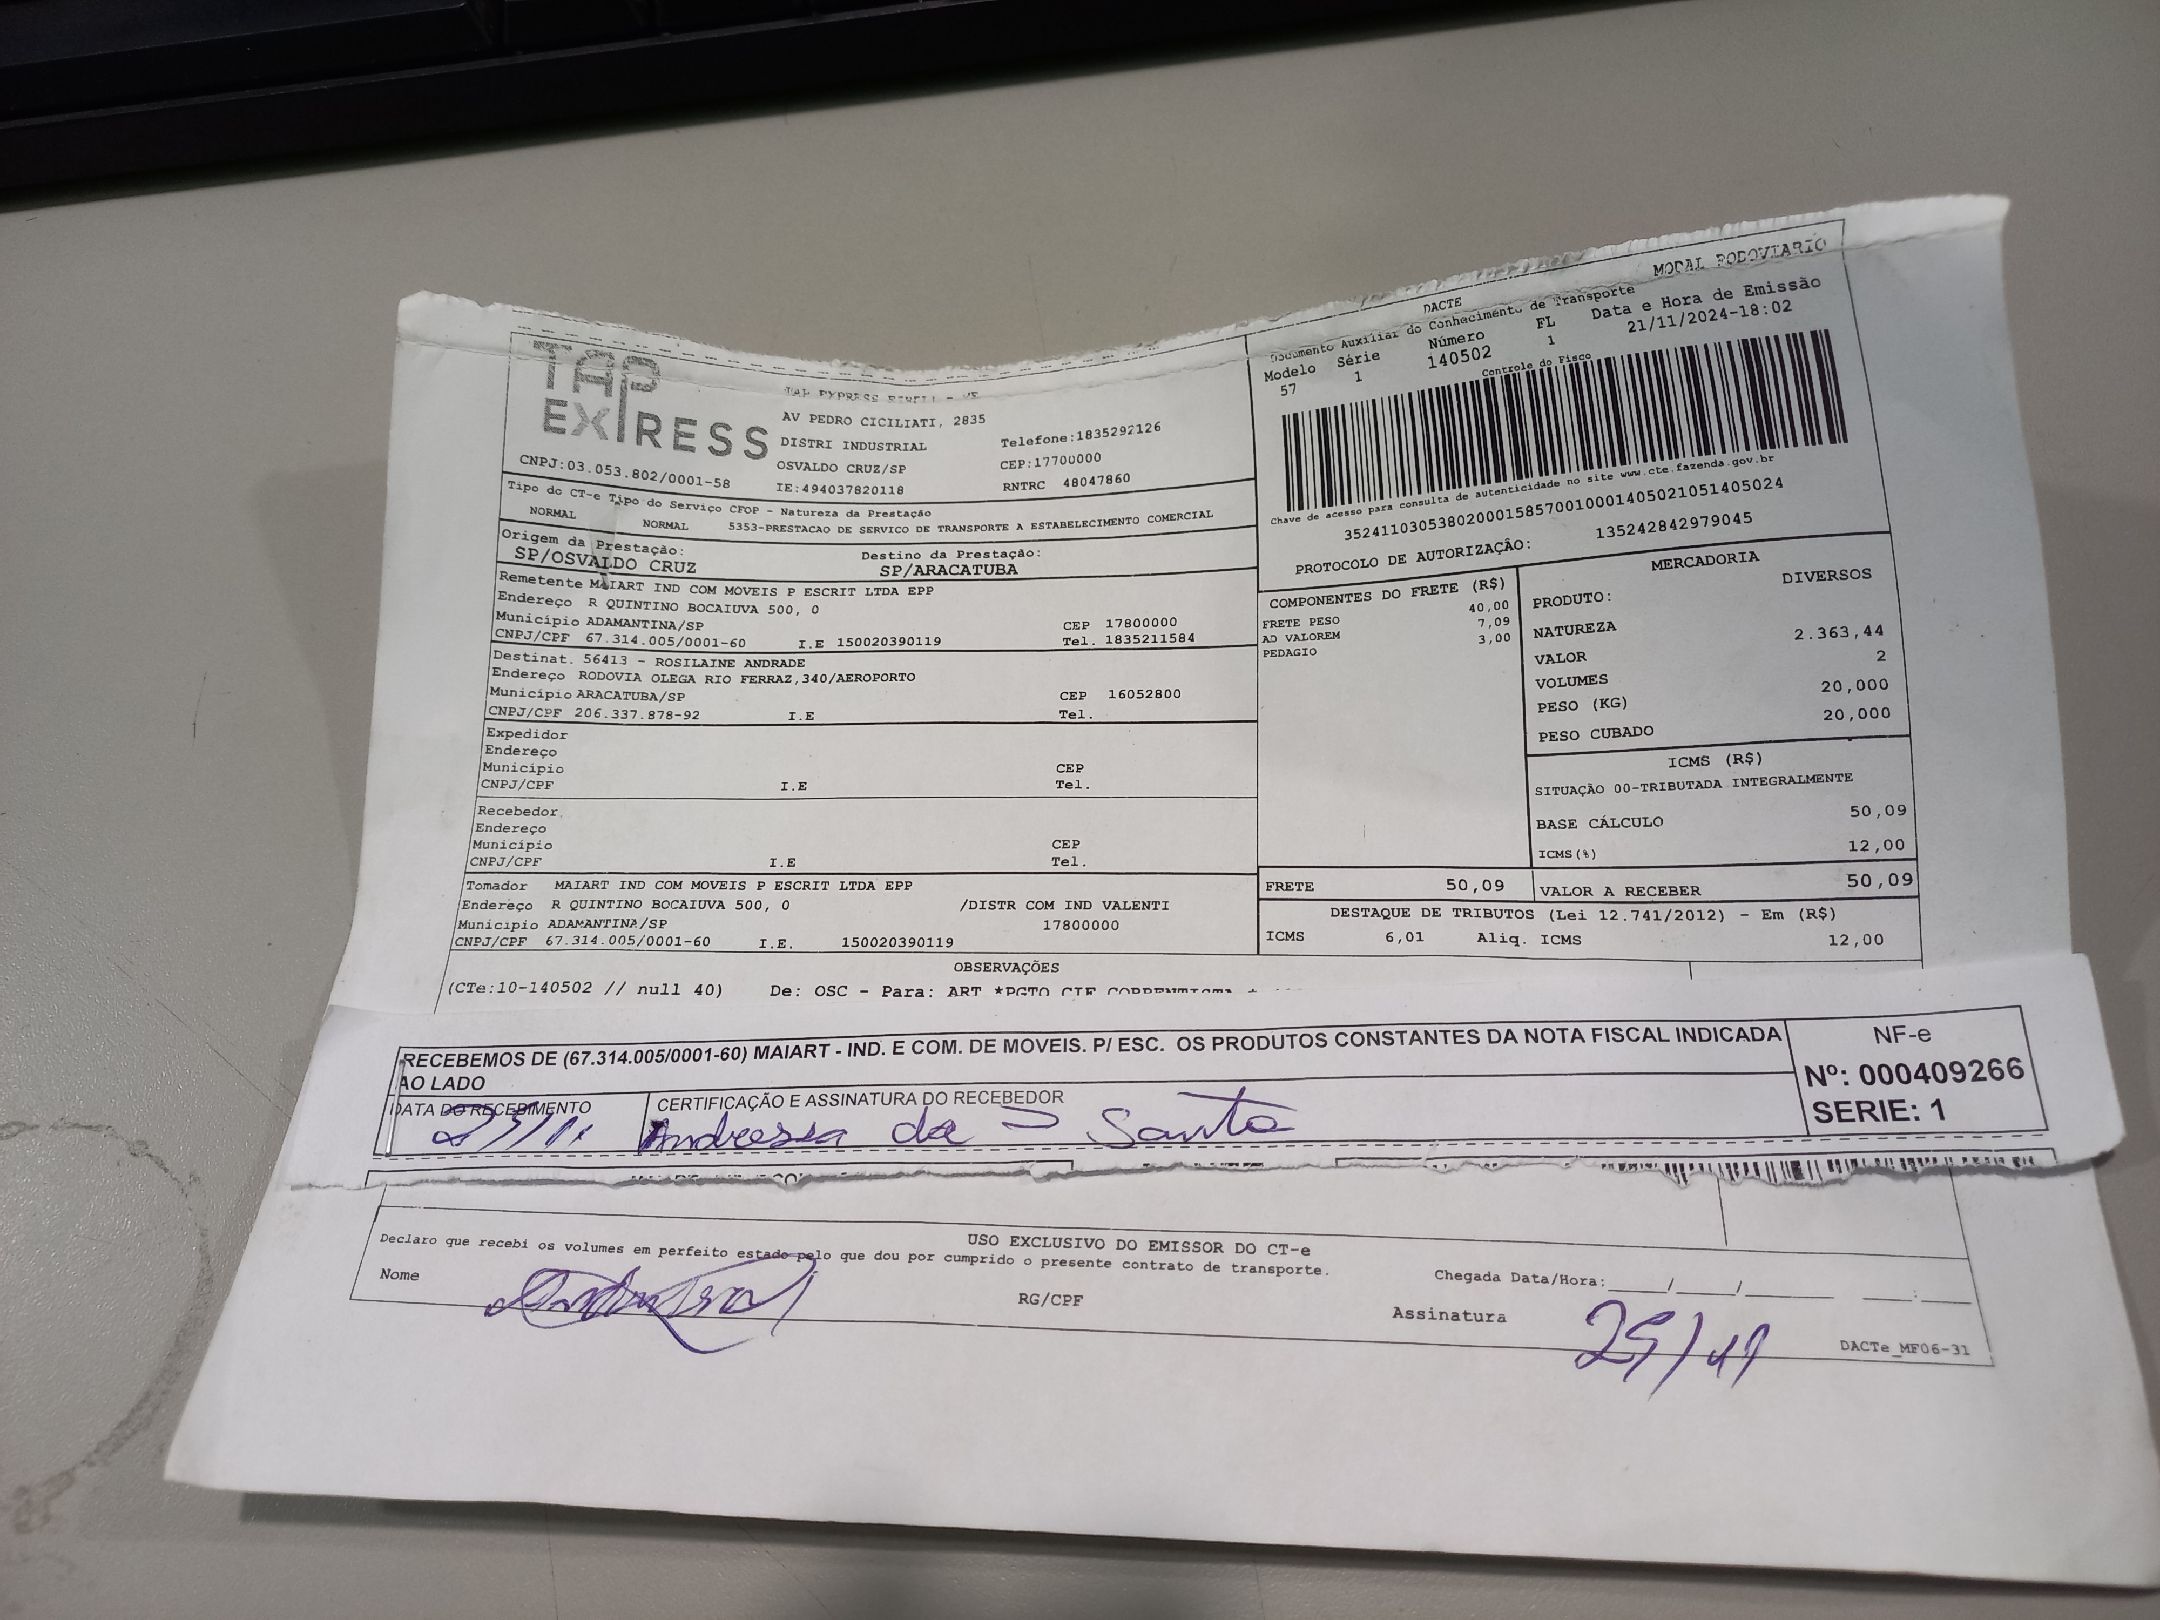 DACTE
MODAL RODOVIARIO
Documento Auxiliar do Conhecimento de Transporte
Modelo Série Número FL Data e Hora de Emissão
57 1 140502 1 21/11/2024-18:02
Controle do Fisco
TAP EXPRESS
TAP EXPRESS EIRELI - ME
AV PEDRO CICILIATI, 2835
DISTRI INDUSTRIAL Telefone:1835292126
OSVALDO CRUZ/SP CEP:17700000
CNPJ:03.053.802/0001-58 IE:494037820118 RNTRC 48047860
Chave de acesso para consulta de autenticidade no site www.cte.fazenda.gov.br
35241103053802000158570010001405021051405024
PROTOCOLO DE AUTORIZAÇÃO: 135242842979045
Tipo do CT-e Tipo do Serviço CFOP - Natureza da Prestação
NORMAL NORMAL 5353-PRESTACAO DE SERVICO DE TRANSPORTE A ESTABELECIMENTO COMERCIAL
Origem da Prestação: Destino da Prestação:
SP/OSVALDO CRUZ SP/ARACATUBA
Remetente MAIART IND COM MOVEIS P ESCRIT LTDA EPP
Endereço R QUINTINO BOCAIUVA 500, 0
Município ADAMANTINA/SP CEP 17800000
CNPJ/CPF 67.314.005/0001-60 I.E 150020390119 Tel. 1835211584
Destinat. 56413 - ROSILAINE ANDRADE
Endereço RODOVIA OLEGA RIO FERRAZ,340/AEROPORTO
Município ARACATUBA/SP CEP 16052800
CNPJ/CPF 206.337.878-92 I.E Tel.
Expedidor
Endereço
Município CEP
CNPJ/CPF I.E Tel.
Recebedor
Endereço
Município CEP
CNPJ/CPF I.E Tel.
Tomador MAIART IND COM MOVEIS P ESCRIT LTDA EPP
Endereço R QUINTINO BOCAIUVA 500, 0 /DISTR COM IND VALENTI
Municipio ADAMANTINA/SP 17800000
CNPJ/CPF 67.314.005/0001-60 I.E. 150020390119
COMPONENTES DO FRETE (R$)
FRETE PESO 40,00
AD VALOREM 7,09
PEDAGIO 3,00
MERCADORIA
PRODUTO: DIVERSOS
NATUREZA
VALOR 2.363,44
VOLUMES 2
PESO (KG) 20,000
PESO CUBADO 20,000
ICMS (R$)
SITUAÇÃO 00-TRIBUTADA INTEGRALMENTE
BASE CÁLCULO 50,09
ICMS(%) 12,00
FRETE 50,09 VALOR A RECEBER 50,09
DESTAQUE DE TRIBUTOS (Lei 12.741/2012) - Em (R$)
ICMS 6,01 Aliq. ICMS 12,00
OBSERVAÇÕES
(CTe:10-140502 // null 40) De: OSC - Para: ART *PGTO CIF CORRENTISTA
RECEBEMOS DE (67.314.005/0001-60) MAIART - IND. E COM. DE MOVEIS. P/ ESC. OS PRODUTOS CONSTANTES DA NOTA FISCAL INDICADA
AO LADO
NF-e
Nº: 000409266
SERIE: 1
DATA DO RECEBIMENTO CERTIFICAÇÃO E ASSINATURA DO RECEBEDOR
Andressa da Santo
USO EXCLUSIVO DO EMISSOR DO CT-e
Declaro que recebi os volumes em perfeito estado pelo que dou por cumprido o presente contrato de transporte.
Nome RG/CPF Chegada Data/Hora:____/____/______ ___:___
Assinatura
25/11
DACTe_MF06-31